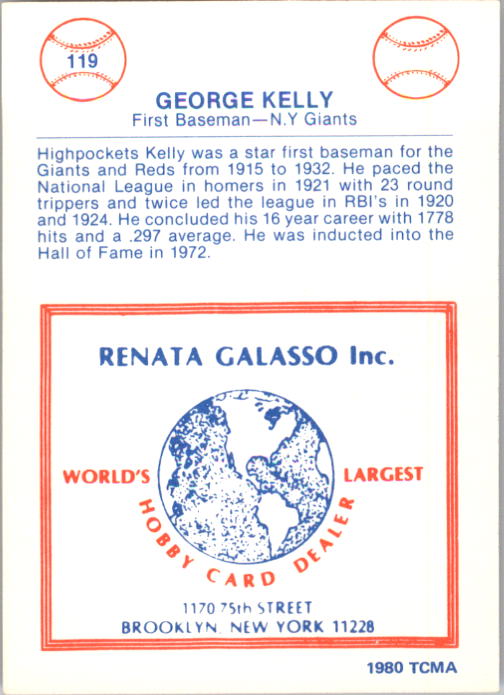 119
GEORGE KELLY
First Baseman—N.Y Giants
Highpockets Kelly was a star first baseman for the
Giants and Reds from 1915 to 1932. He paced the
National League in homers in 1921 with 23 round
trippers and twice led the league in RBI's in 1920
and 1924. He concluded his 16 year career with 1778
hits and a .297 average. He was inducted into the
Hall of Fame in 1972.
RENATA GALASSO Inc.
WORLD'S LARGEST
HOBBY CARD DEALER
1170 75th STREET
BROOKLYN, NEW YORK 11228
1980 TCMA